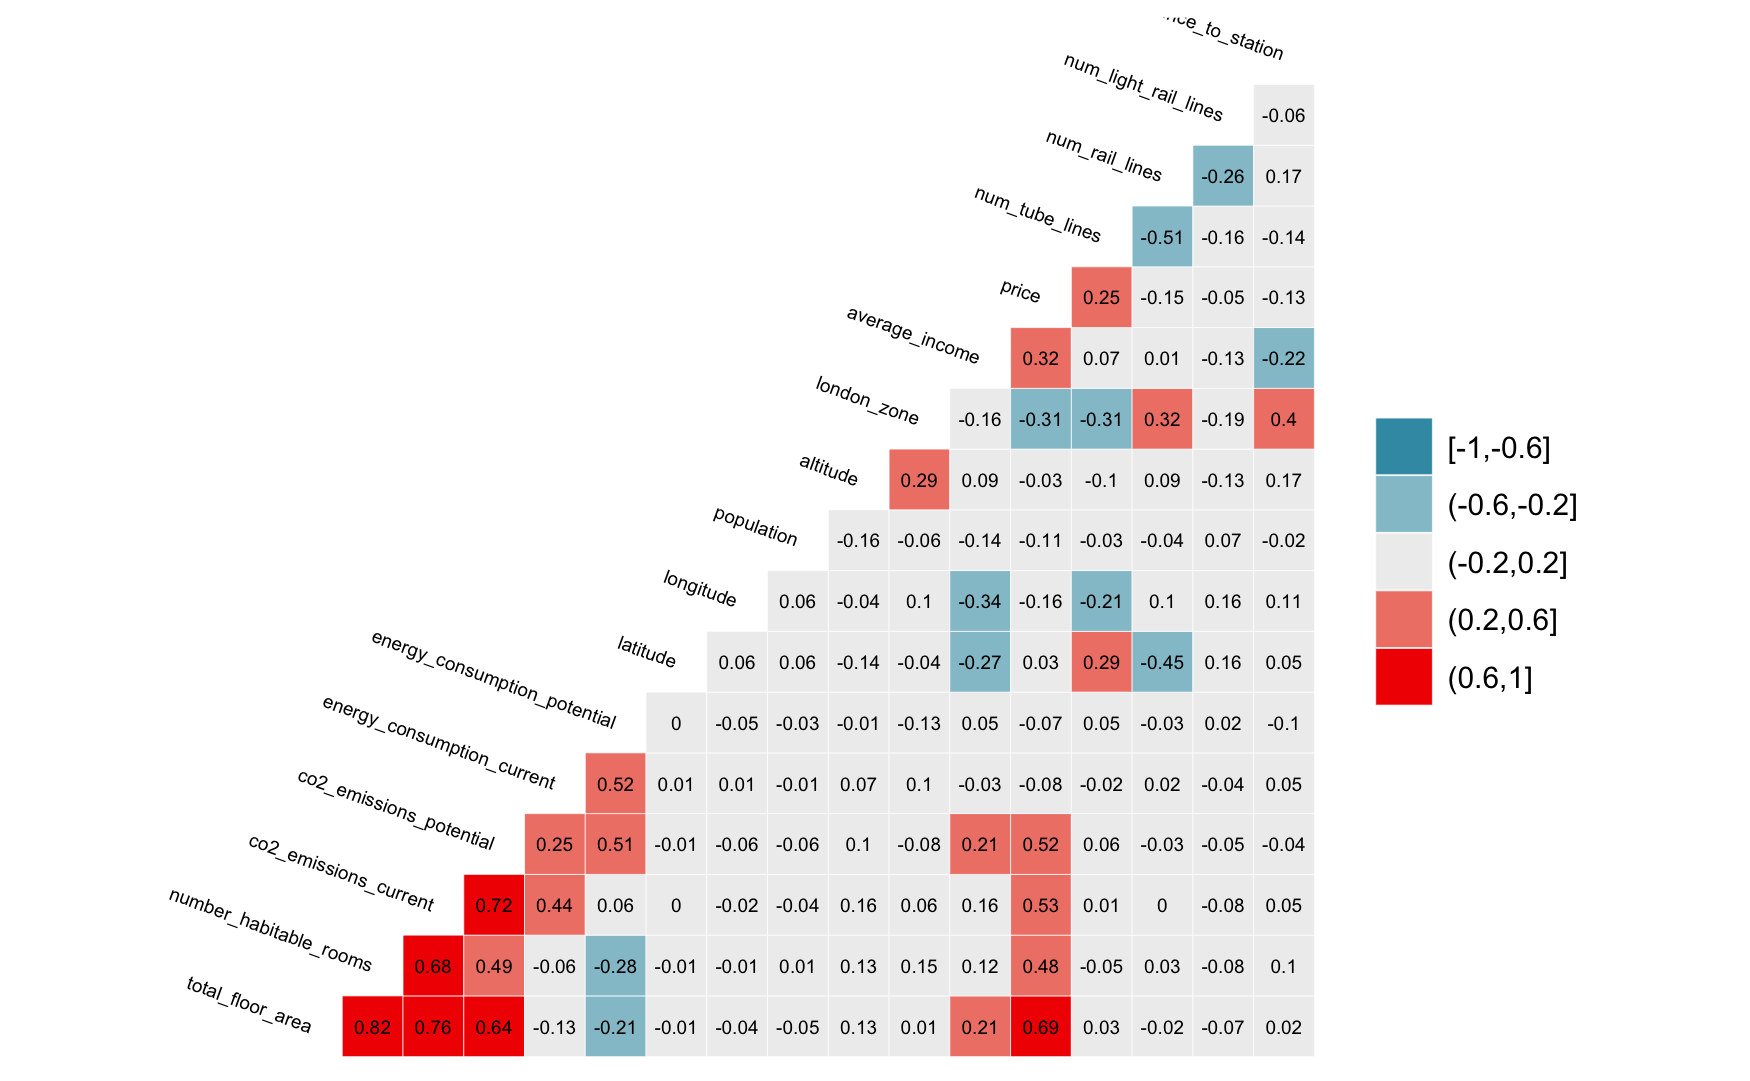 nce_to_station
num_light_rail_lines -0.06
num_rail_lines -0.26 0.17
num_tube_lines -0.51 -0.16 -0.14
price 0.25 -0.15 -0.05 -0.13
average_income 0.32 0.07 0.01 -0.13 -0.22
london_zone -0.16 -0.31 -0.31 0.32 -0.19 0.4
altitude 0.29 0.09 -0.03 -0.1 0.09 -0.13 0.17
population -0.16 -0.06 -0.14 -0.11 -0.03 -0.04 0.07 -0.02
longitude 0.06 -0.04 0.1 -0.34 -0.16 -0.21 0.1 0.16 0.11
latitude 0.06 0.06 -0.14 -0.04 -0.27 0.03 0.29 -0.45 0.16 0.05
energy_consumption_potential 0 -0.05 -0.03 -0.01 -0.13 0.05 -0.07 0.05 -0.03 0.02 -0.1
energy_consumption_current 0.52 0.01 0.01 -0.01 0.07 0.1 -0.03 -0.08 -0.02 0.02 -0.04 0.05
co2_emissions_potential 0.25 0.51 -0.01 -0.06 -0.06 0.1 -0.08 0.21 0.52 0.06 -0.03 -0.05 -0.04
co2_emissions_current 0.72 0.44 0.06 0 -0.02 -0.04 0.16 0.06 0.16 0.53 0.01 0 -0.08 0.05
number_habitable_rooms 0.68 0.49 -0.06 -0.28 -0.01 -0.01 0.01 0.13 0.15 0.12 0.48 -0.05 0.03 -0.08 0.1
total_floor_area 0.82 0.76 0.64 -0.13 -0.21 -0.01 -0.04 -0.05 0.13 0.01 0.21 0.69 0.03 -0.02 -0.07 0.02
[-1,-0.6]
(-0.6,-0.2]
(-0.2,0.2]
(0.2,0.6]
(0.6,1]